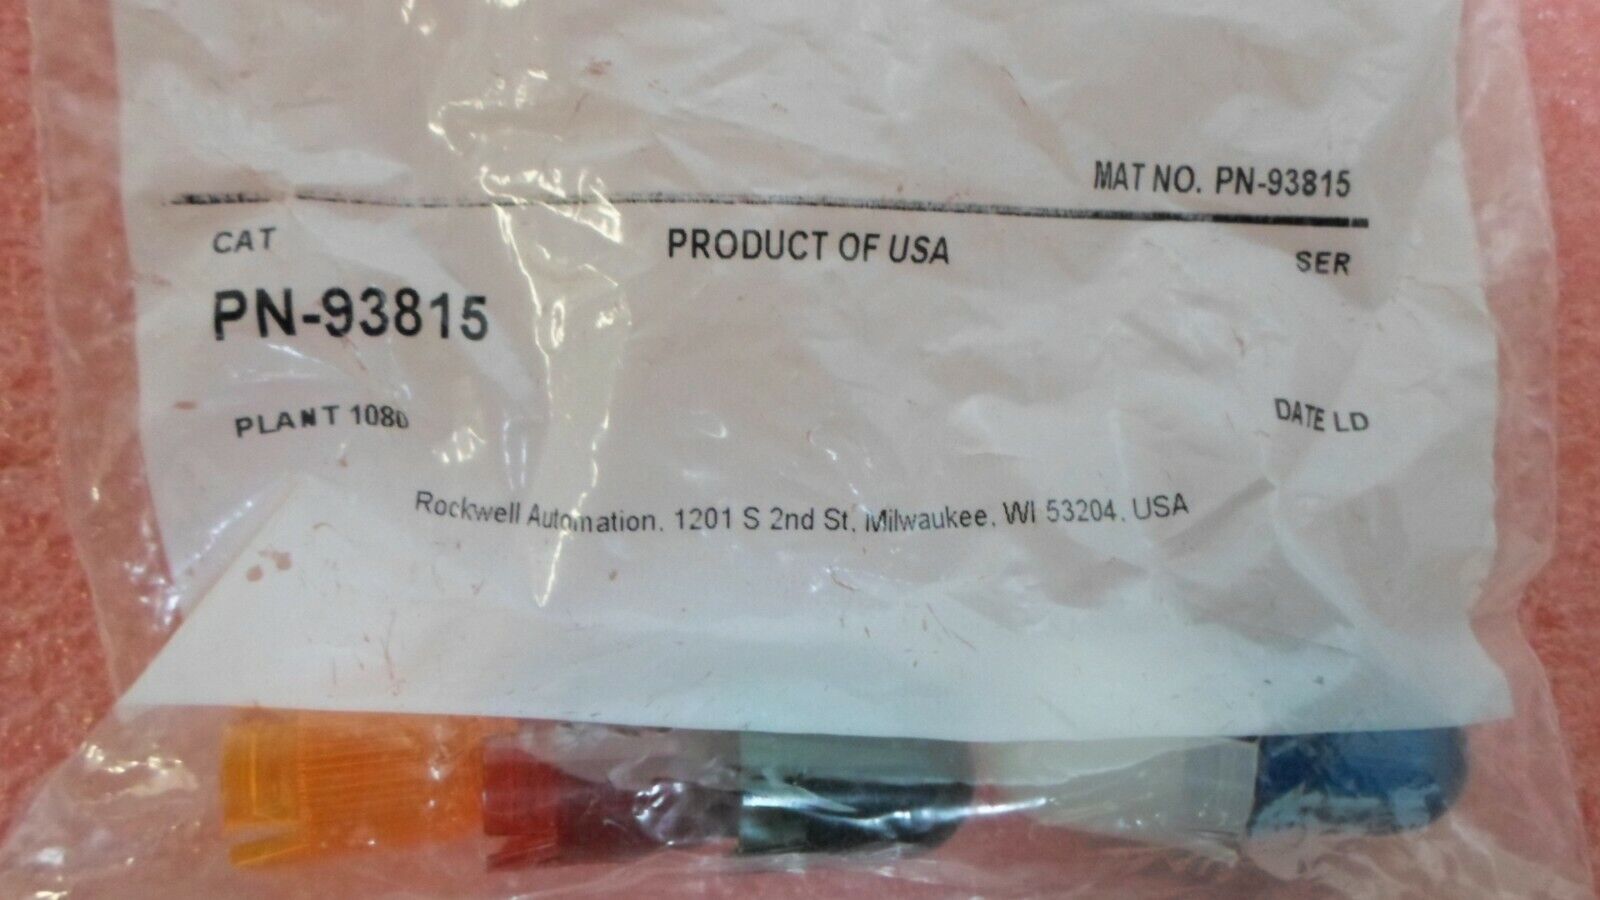 MAT NO. PN-93815
CAT
PRODUCT OF USA
SER
PN-93815
PLANT 1080
DATE LD
Rockwell Automation. 1201 S 2nd St. Milwaukee. WI 53204. USA